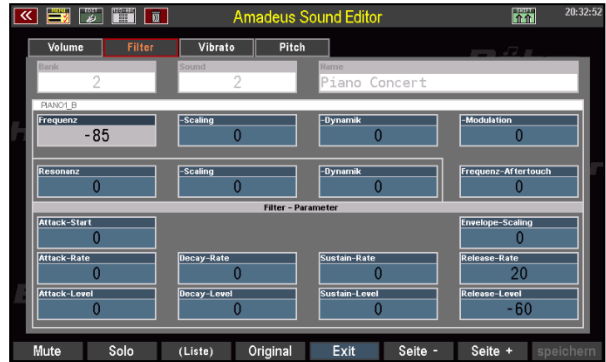 MENU EDIT SHIFT
Amadeus Sound Editor 20:32:52
Volume Filter Vibrato Pitch
Bank Sound Name
2 2 Piano Concert
PIANO1_B
Frequenz -Scaling -Dynamik -Modulation
-85 0 0 0
Resonanz -Scaling -Dynamik Frequenz-Aftertouch
0 0 0 0
Filter - Parameter
Attack-Start Envelope-Scaling
0 0
Attack-Rate Decay-Rate Sustain-Rate Release-Rate
0 0 0 20
Attack-Level Decay-Level Sustain-Level Release-Level
0 0 0 -60
Mute Solo (Liste) Original Exit Seite - Seite + speichern